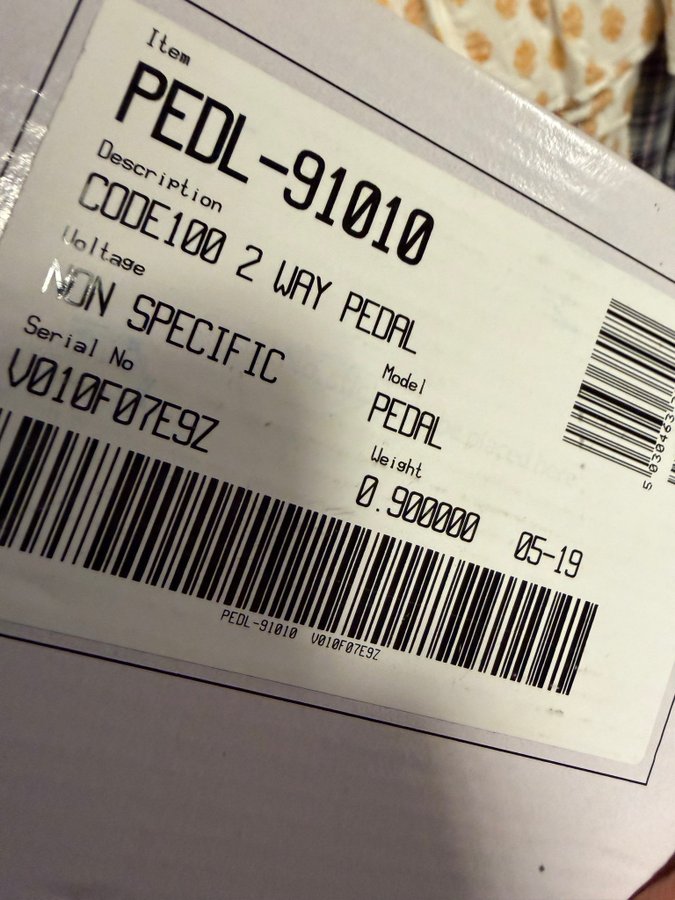 Item
PEDL-91010
Description
CODE100 2 WAY PEDAL
Voltage
NON SPECIFIC
Serial No
V010F07E9Z
Model
PEDAL
Weight
0.900000 05-19
PEDL-91010 V010F07E9Z